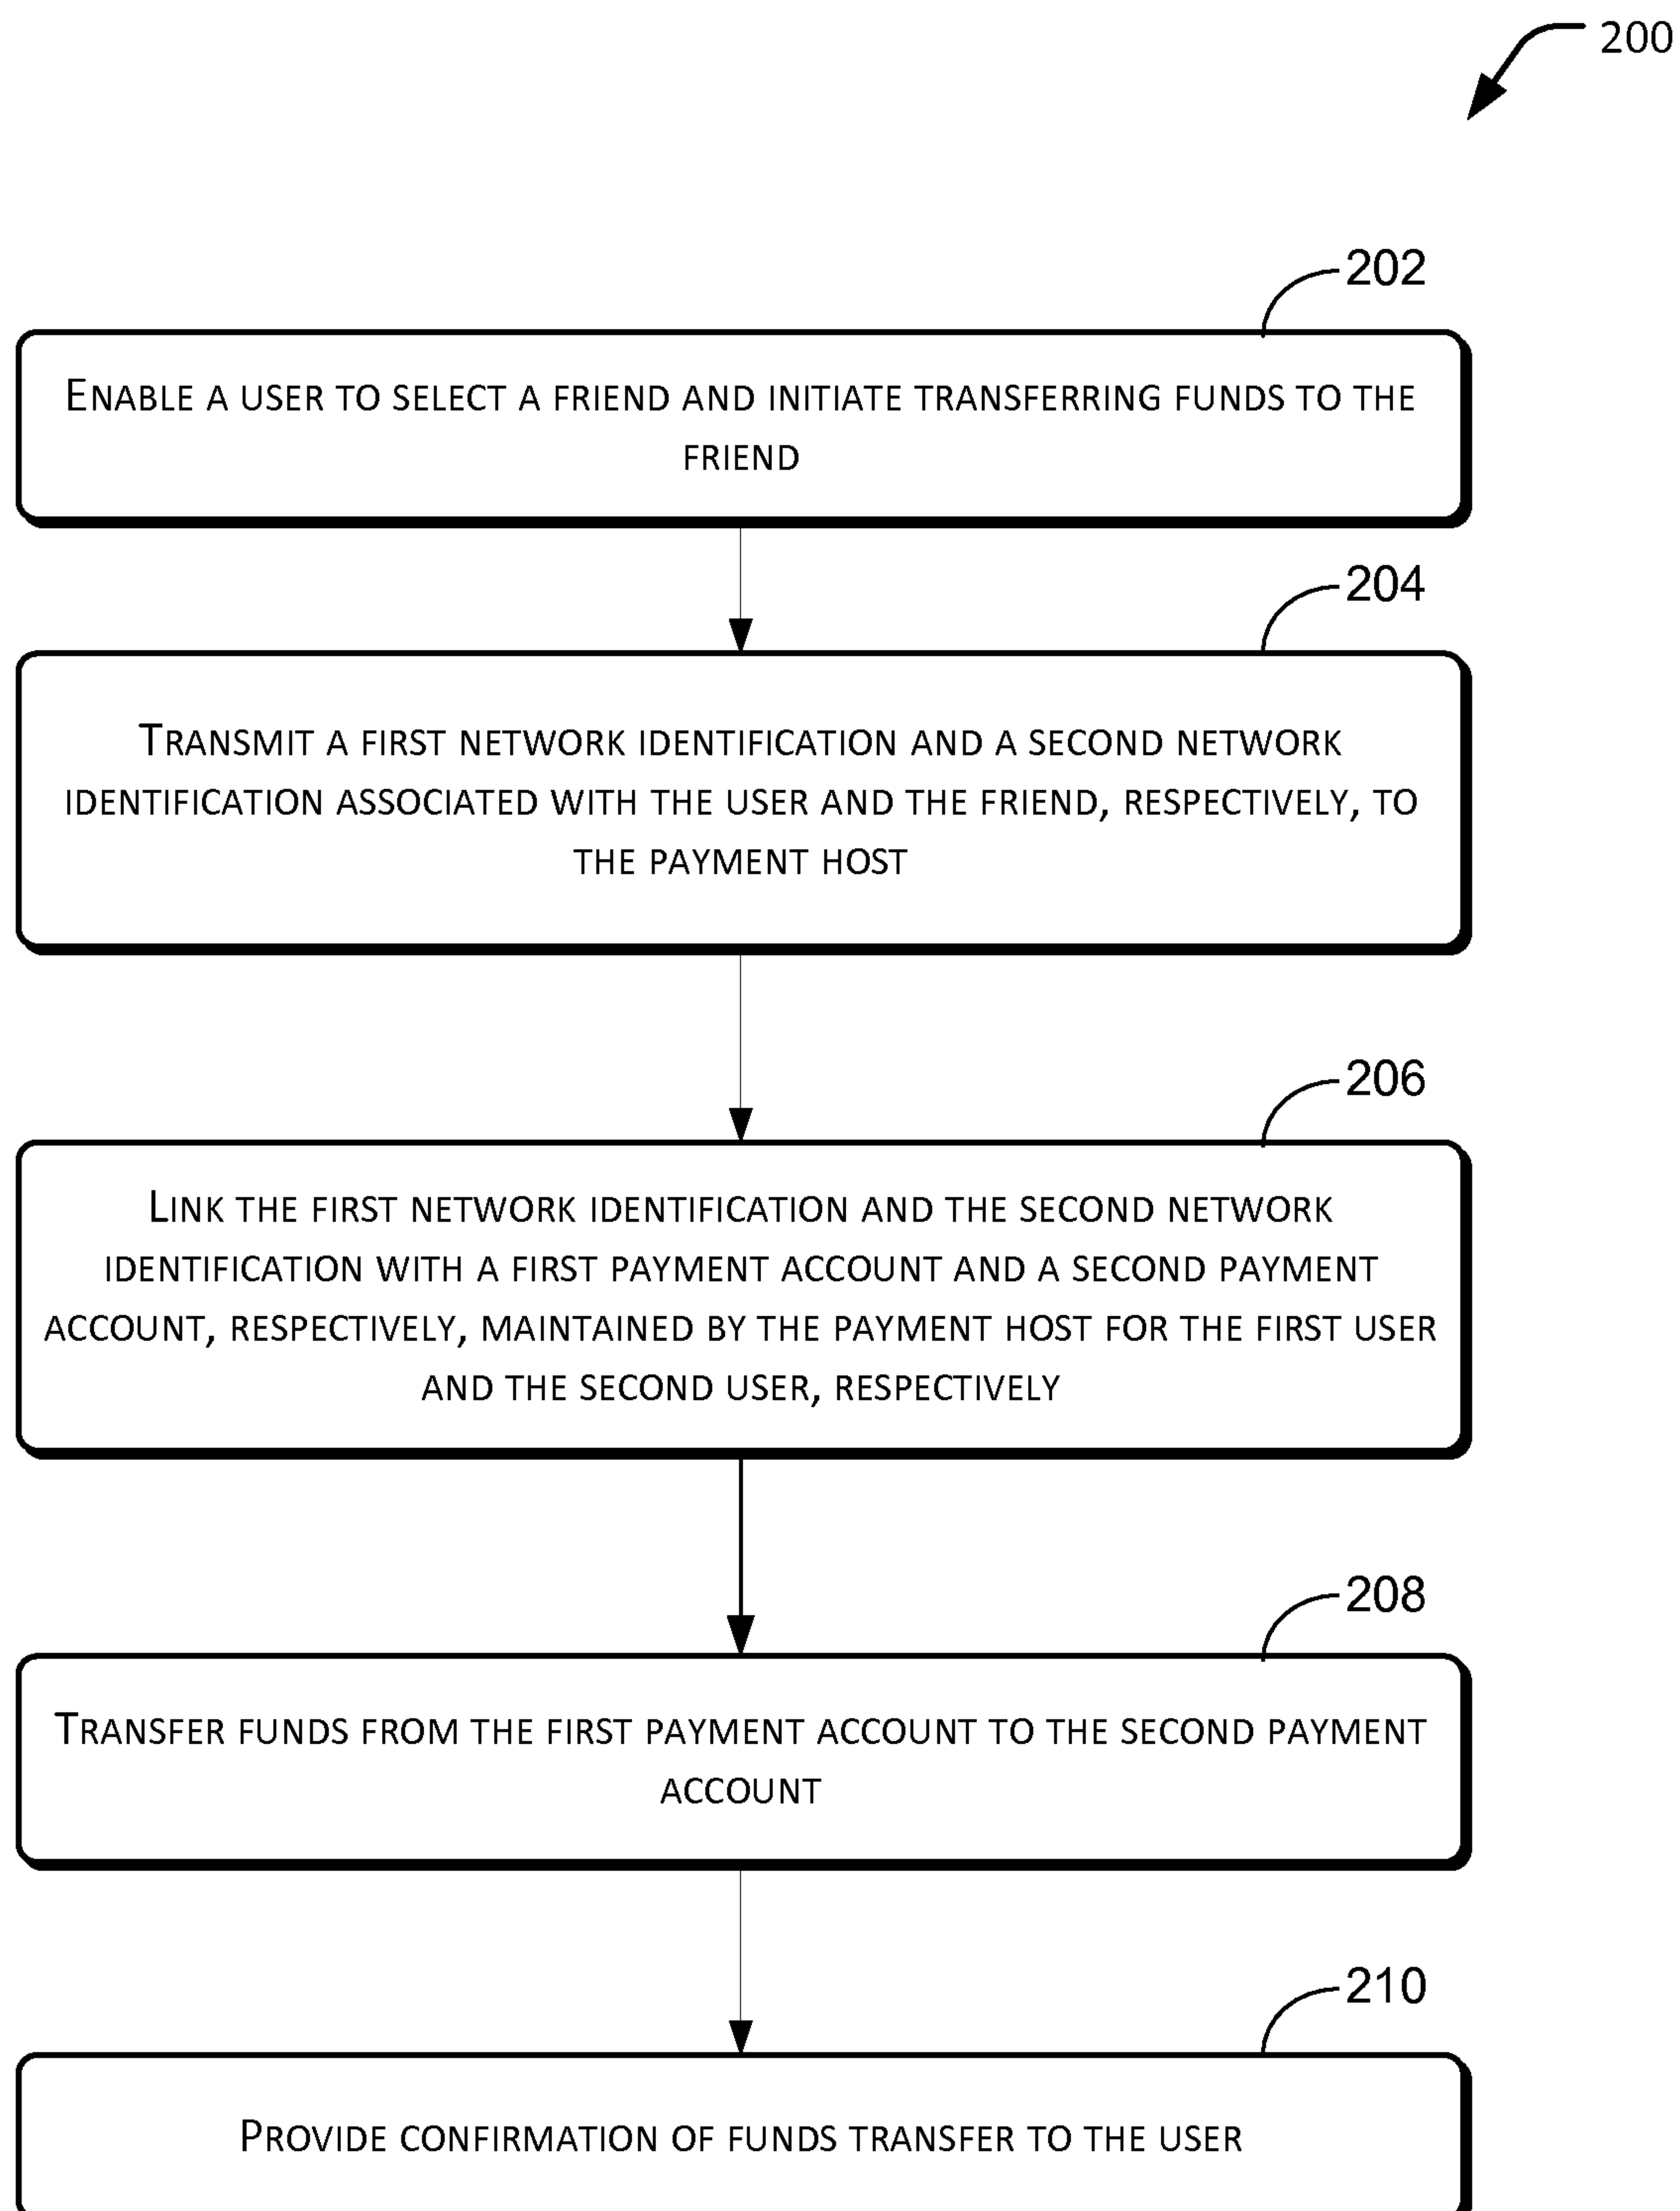 200
202
ENABLE A USER TO SELECT A FRIEND AND INITIATE TRANSFERRING FUNDS TO THE
FRIEND
204
TRANSMIT A FIRST NETWORK IDENTIFICATION AND A SECOND NETWORK
IDENTIFICATION ASSOCIATED WITH THE USER AND THE FRIEND, RESPECTIVELY, TO
THE PAYMENT HOST
206
LINK THE FIRST NETWORK IDENTIFICATION AND THE SECOND NETWORK
IDENTIFICATION WITH A FIRST PAYMENT ACCOUNT AND A SECOND PAYMENT
ACCOUNT, RESPECTIVELY, MAINTAINED BY THE PAYMENT HOST FOR THE FIRST USER
AND THE SECOND USER, RESPECTIVELY
208
TRANSFER FUNDS FROM THE FIRST PAYMENT ACCOUNT TO THE SECOND PAYMENT
ACCOUNT
210
PROVIDE CONFIRMATION OF FUNDS TRANSFER TO THE USER